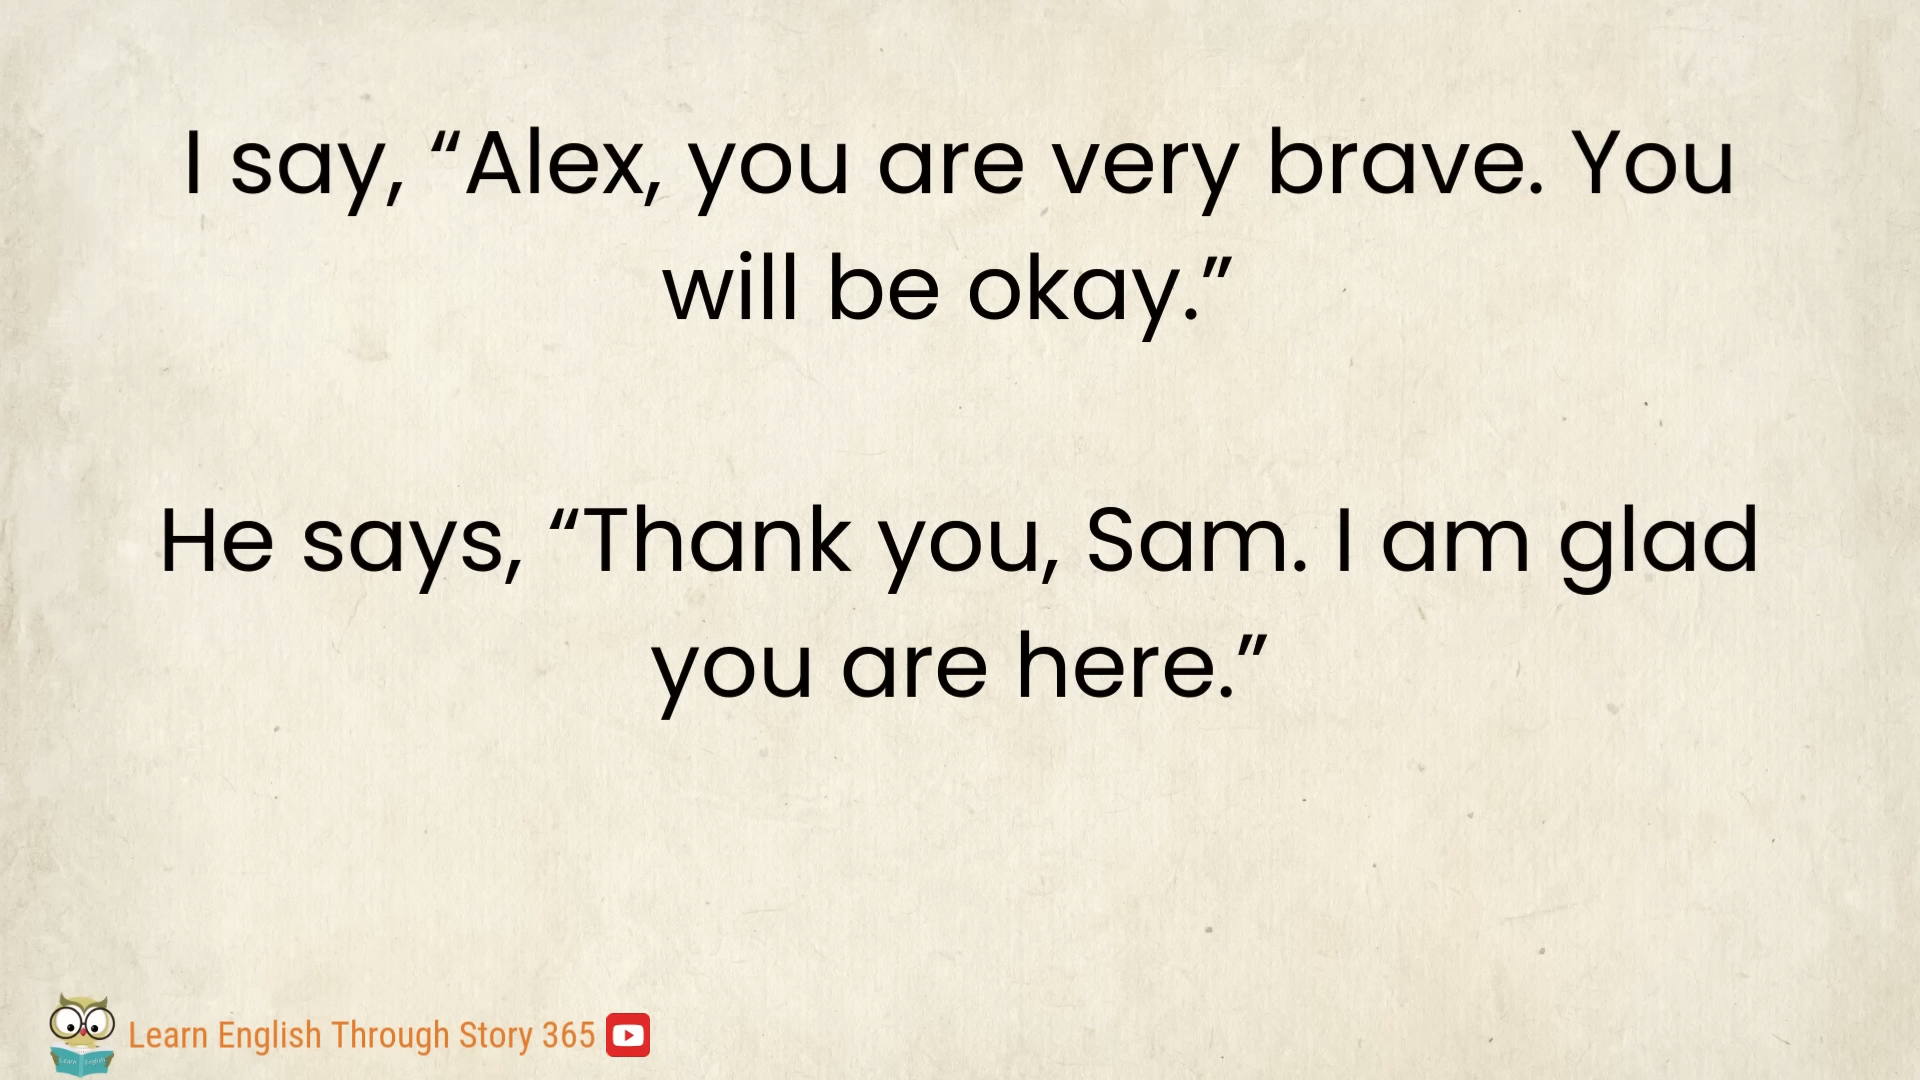 I say, “Alex, you are very brave. You
will be okay.”
He says, “Thank you, Sam. I am glad
you are here.”
Learn English Through Story 365